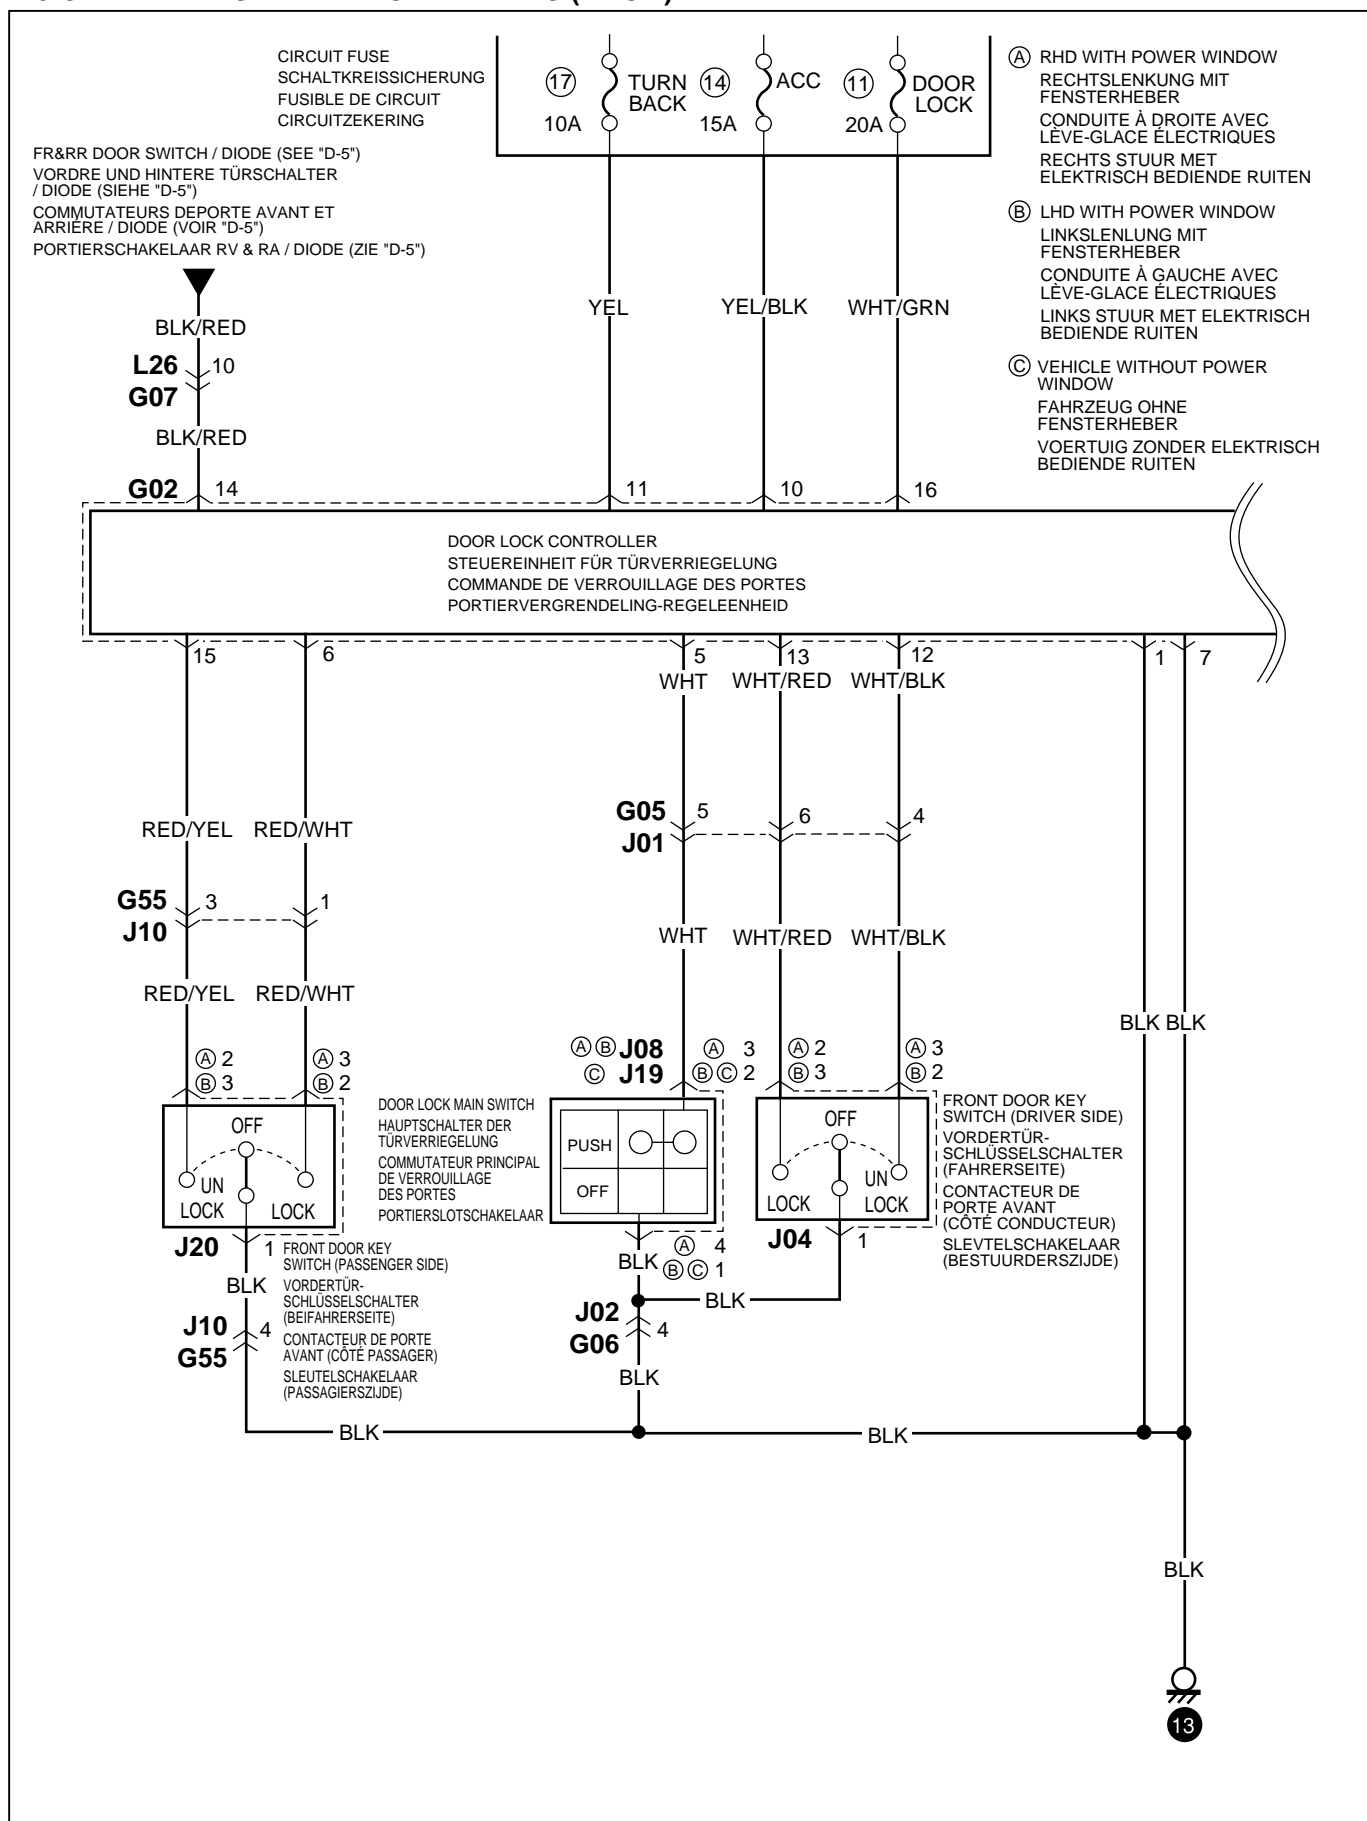 CIRCUIT FUSE
SCHALTKREISSICHERUNG
FUSIBLE DE CIRCUIT
CIRCUITZEKERING
17 TURN BACK 10A
14 ACC 15A
11 DOOR LOCK 20A
A RHD WITH POWER WINDOW
RECHTSLENKUNG MIT
FENSTERHEBER
CONDUITE À DROITE AVEC
LÈVE-GLACE ÉLECTRIQUES
RECHTS STUUR MET
ELEKTRISCH BEDIENDE RUITEN
B LHD WITH POWER WINDOW
LINKSLENLUNG MIT
FENSTERHEBER
CONDUITE À GAUCHE AVEC
LÈVE-GLACE ÉLECTRIQUES
LINKS STUUR MET ELEKTRISCH
BEDIENDE RUITEN
C VEHICLE WITHOUT POWER
WINDOW
FAHRZEUG OHNE
FENSTERHEBER
VOERTUIG ZONDER ELEKTRISCH
BEDIENDE RUITEN
FR&RR DOOR SWITCH / DIODE (SEE "D-5")
VORDRE UND HINTERE TÜRSCHALTER
/ DIODE (SIEHE "D-5")
COMMUTATEURS DEPORTE AVANT ET
ARRIÉRE / DIODE (VOIR "D-5")
PORTIERSCHAKELAAR RV & RA / DIODE (ZIE "D-5")
BLK/RED YEL YEL/BLK WHT/GRN
L26 10
G07
BLK/RED
G02 14 11 10 16
DOOR LOCK CONTROLLER
STEUEREINHEIT FÜR TÜRVERRIEGELUNG
COMMANDE DE VERROUILLAGE DES PORTES
PORTIERVERGRENDELING-REGELEENHEID
15 6 5 13 12 1 7
WHT WHT/RED WHT/BLK
G05 5 6 4
J01
RED/YEL RED/WHT
G55 3 1
J10
WHT WHT/RED WHT/BLK
RED/YEL RED/WHT
BLK BLK
A 2 A 3
B 3 B 2
A B J08 A 3
C J19 B C 2
A 2 A 3
B 3 B 2
OFF
UN
LOCK LOCK
J20 1
DOOR LOCK MAIN SWITCH
HAUPTSCHALTER DER
TÜRVERRIEGELUNG
COMMUTATEUR PRINCIPAL
DE VERROUILLAGE
DES PORTES
PORTIERSLOTSCHAKELAAR
PUSH
OFF
A 4
B C 1
BLK
OFF
UN
LOCK LOCK
J04 1
FRONT DOOR KEY
SWITCH (DRIVER SIDE)
VORDERTÜR-
SCHLÜSSELSCHALTER
(FAHRERSEITE)
CONTACTEUR DE
PORTE AVANT
(CÔTÉ CONDUCTEUR)
SLEVTELSCHAKELAAR
(BESTUURDERSZIJDE)
FRONT DOOR KEY
SWITCH (PASSENGER SIDE)
VORDERTÜR-
SCHLÜSSELSCHALTER
(BEIFAHRERSEITE)
CONTACTEUR DE PORTE
AVANT (CÔTÉ PASSAGER)
SLEUTELSCHAKELAAR
(PASSAGIERSZIJDE)
BLK
J10 4
G55
BLK
J02
G06 4
BLK
BLK BLK
BLK
13